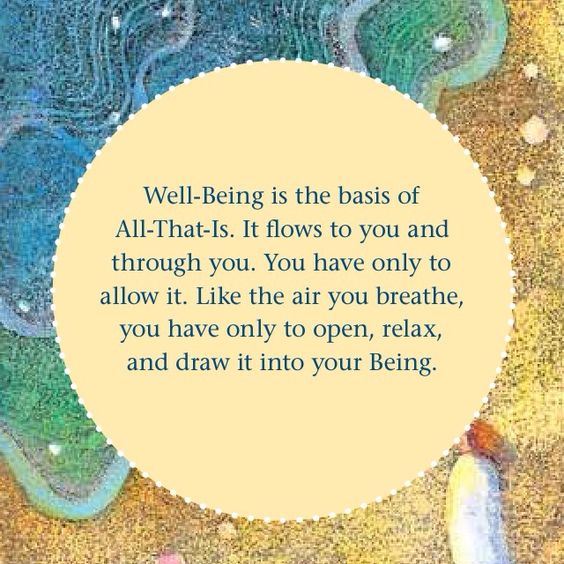 Well-Being is the basis of
All-That-Is. It flows to you and
through you. You have only to
allow it. Like the air you breathe,
you have only to open, relax,
and draw it into your Being.